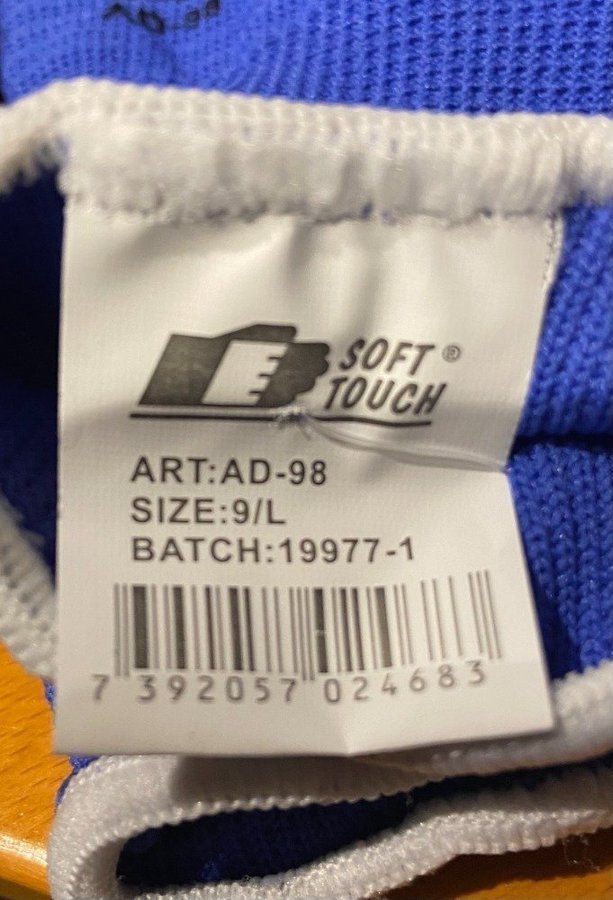 SOFT ®
TOUCH
ART:AD-98
SIZE:9/L
BATCH:19977-1
7 392057 024683